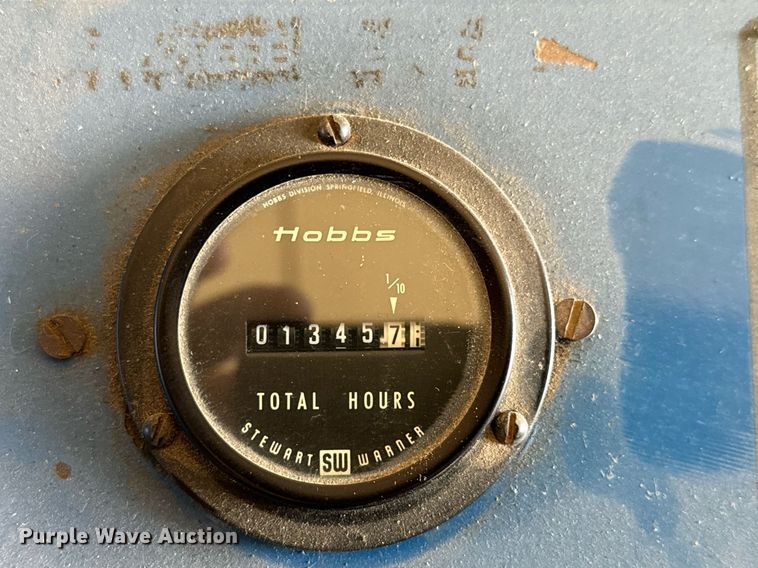 HOBBS DIVISION SPRINGFIELD, ILLINOIS
Hobbs
1/10
013457
TOTAL HOURS
STEWART SW WARNER
Purple Wave Auction